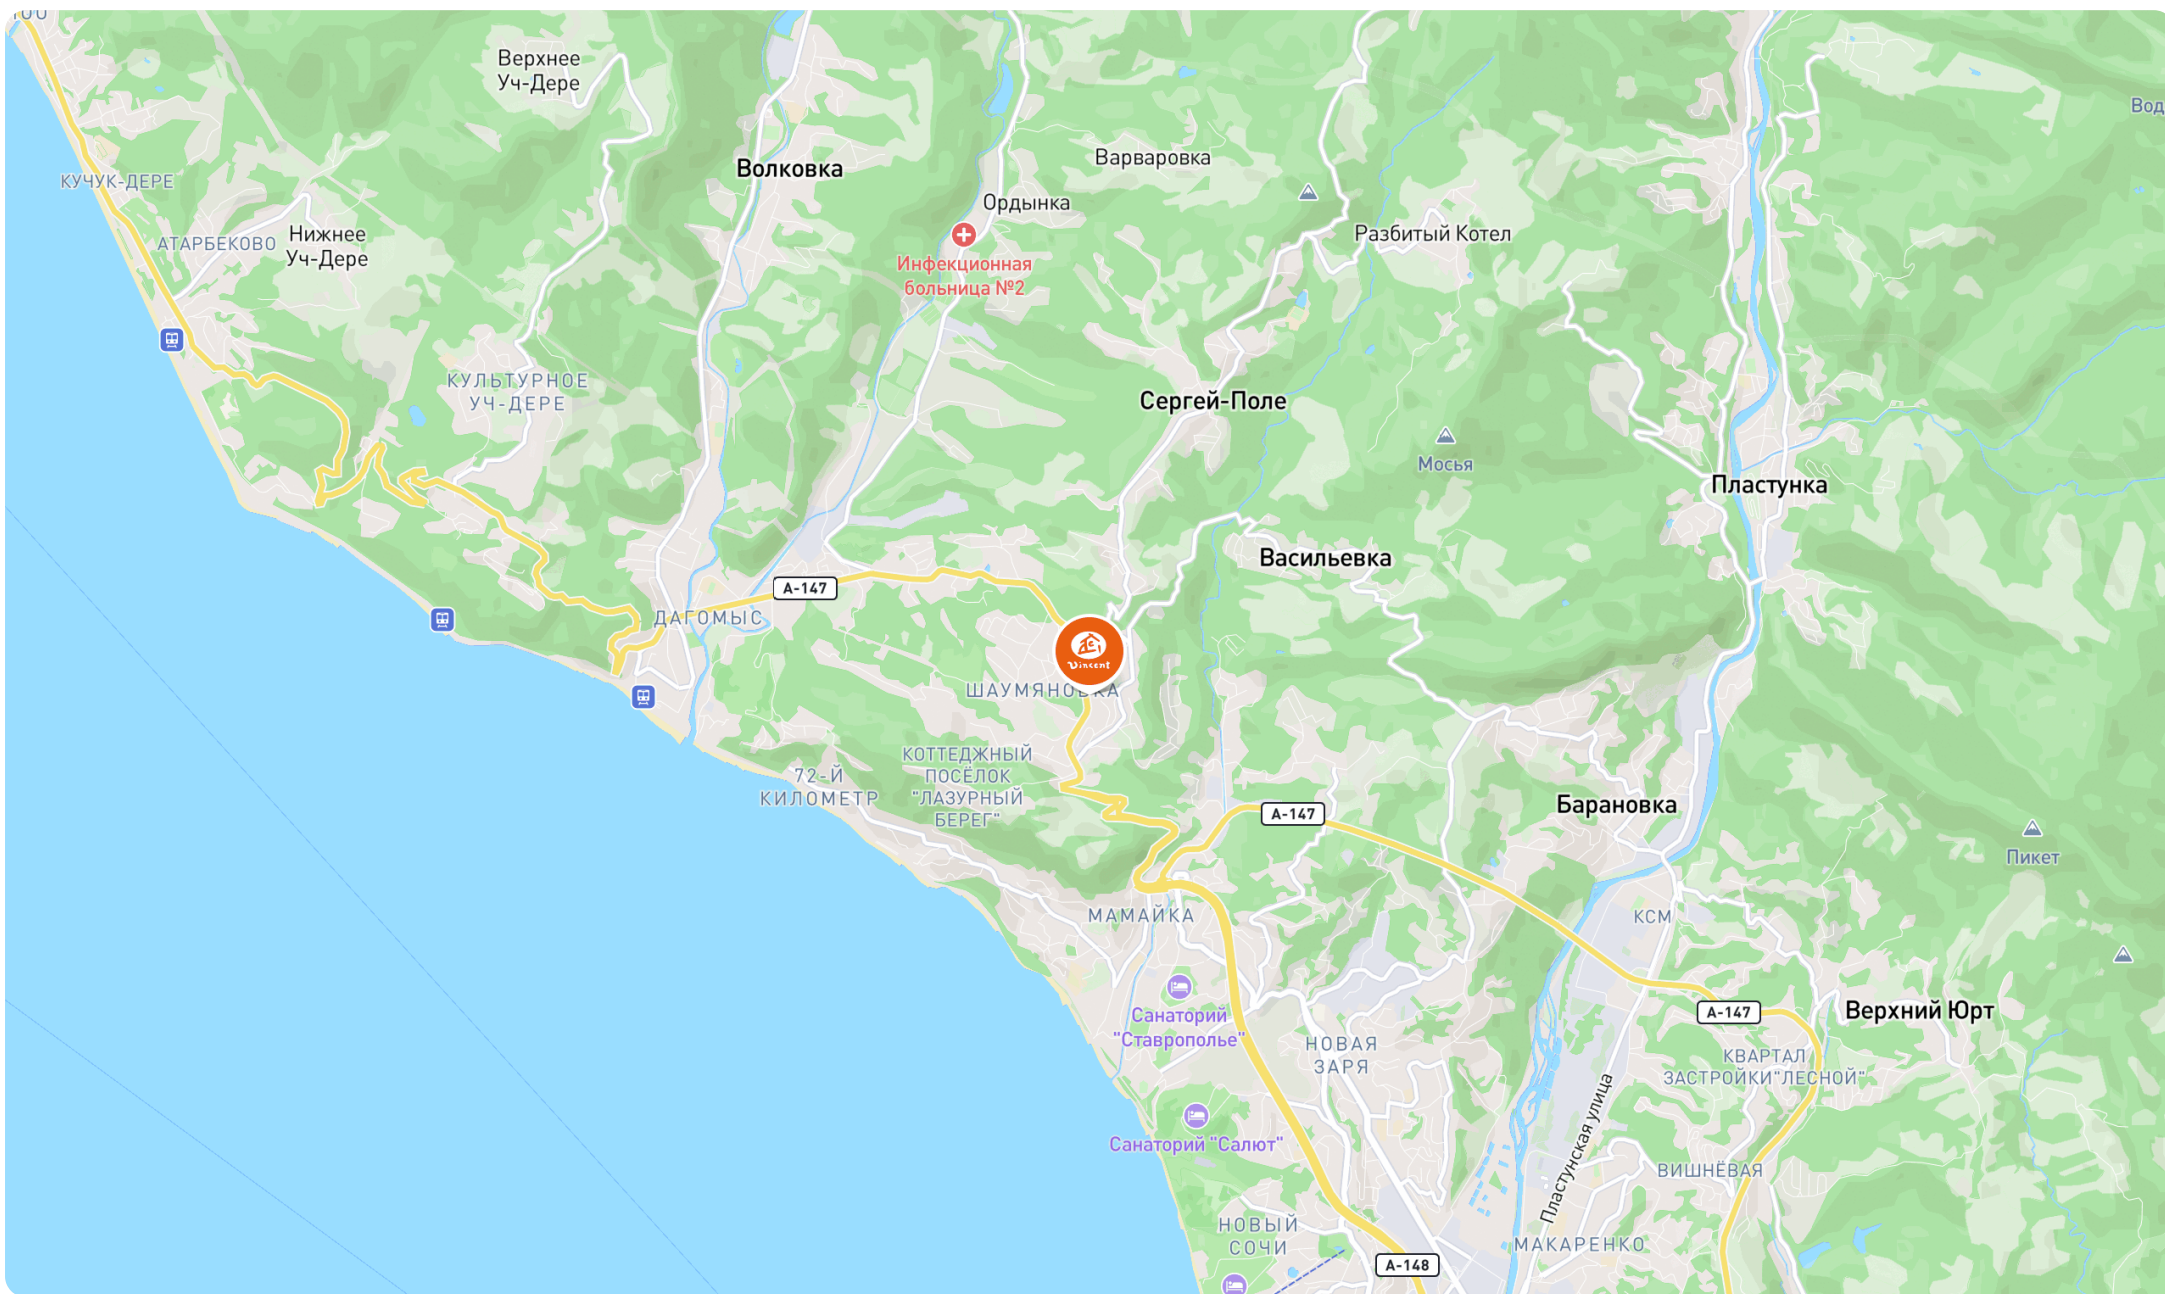 Верхнее
Уч-Дере
Вод
Волковка
Варваровка
КУЧУК-ДЕРЕ
Ордынка
АТАРБЕКОВО
Нижнее
Уч-Дере
Разбитый Котел
Инфекционная
больница №2
КУЛЬТУРНОЕ
УЧ-ДЕРЕ
Сергей-Поле
Мосья
Пластунка
Васильевка
А-147
ДАГОМЫС
Vincent
ШАУМЯНОВКА
КОТТЕДЖНЫЙ
ПОСЁЛОК
"ЛАЗУРНЫЙ
БЕРЕГ"
72-Й
КИЛОМЕТР
А-147
Барановка
Пикет
МАМАЙКА
КСМ
Санаторий
"Ставрополье"
А-147
Верхний Юрт
НОВАЯ
ЗАРЯ
КВАРТАЛ
ЗАСТРОЙКИ"ЛЕСНОЙ"
Санаторий "Салют"
Пластунская улица
ВИШНЁВАЯ
НОВЫЙ
СОЧИ
МАКАРЕНКО
А-148